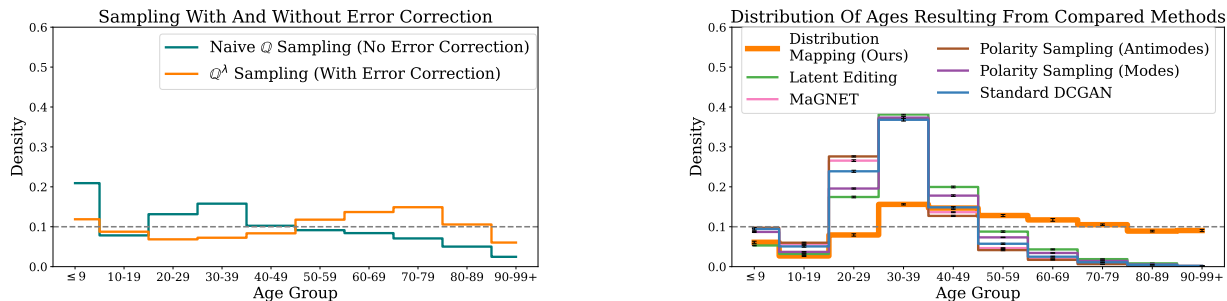 Sampling With And Without Error Correction
Naive ℚ Sampling (No Error Correction)
ℚ^λ Sampling (With Error Correction)
Density
0.6
0.5
0.4
0.3
0.2
0.1
0.0
≤ 9 10-19 20-29 30-39 40-49 50-59 60-69 70-79 80-89 90-99+
Age Group
Distribution Of Ages Resulting From Compared Methods
Distribution
Mapping (Ours)
Latent Editing
MaGNET
Polarity Sampling (Antimodes)
Polarity Sampling (Modes)
Standard DCGAN
Density
0.6
0.5
0.4
0.3
0.2
0.1
0.0
≤ 9 10-19 20-29 30-39 40-49 50-59 60-69 70-79 80-89 90-99+
Age Group